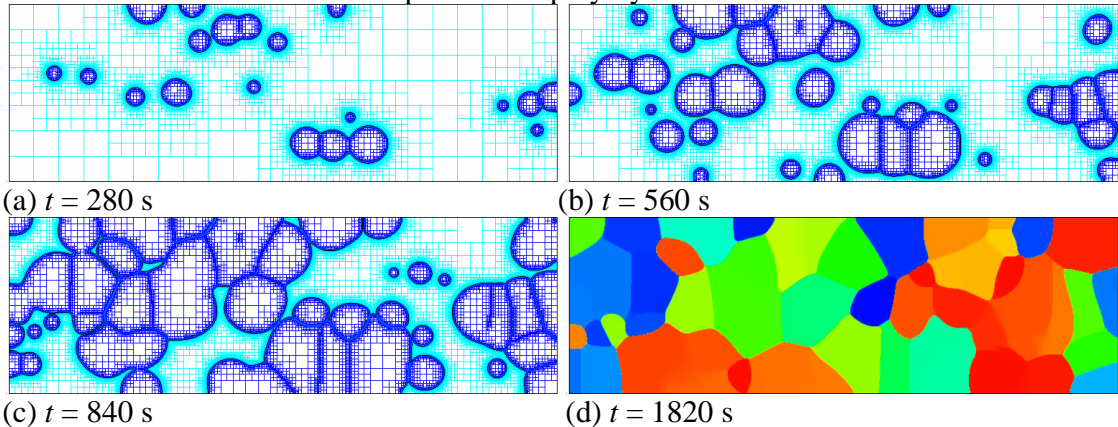 (a) t = 280 s
(b) t = 560 s
(c) t = 840 s
(d) t = 1820 s